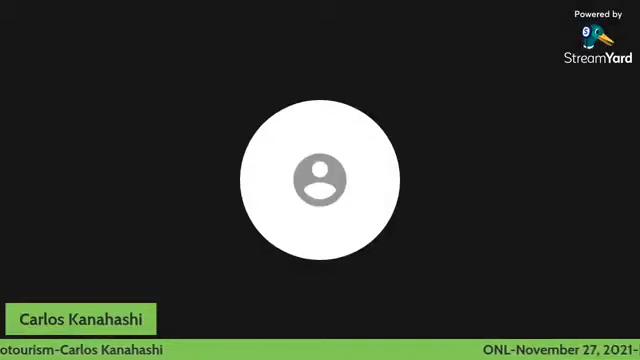 Powered by
StreamYard
Carlos Kanahashi
otourism-Carlos Kanahashi
ONL-November 27, 2021-